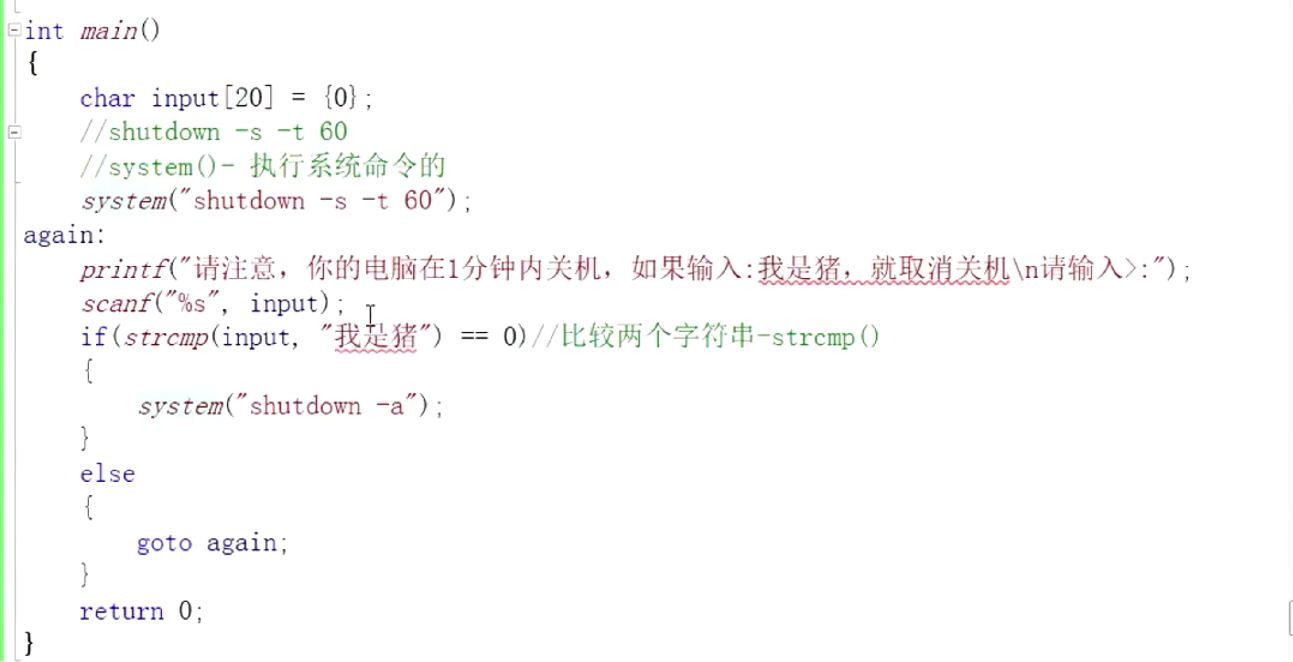 int main()
{
    char input[20] = {0};
    //shutdown -s -t 60
    //system()- 执行系统命令的
    system("shutdown -s -t 60");
again:
    printf("请注意，你的电脑在1分钟内关机，如果输入:我是猪，就取消关机\n请输入>:");
    scanf("%s", input);
    if(strcmp(input, "我是猪") == 0)//比较两个字符串-strcmp()
    {
        system("shutdown -a");
    }
    else
    {
        goto again;
    }
    return 0;
}